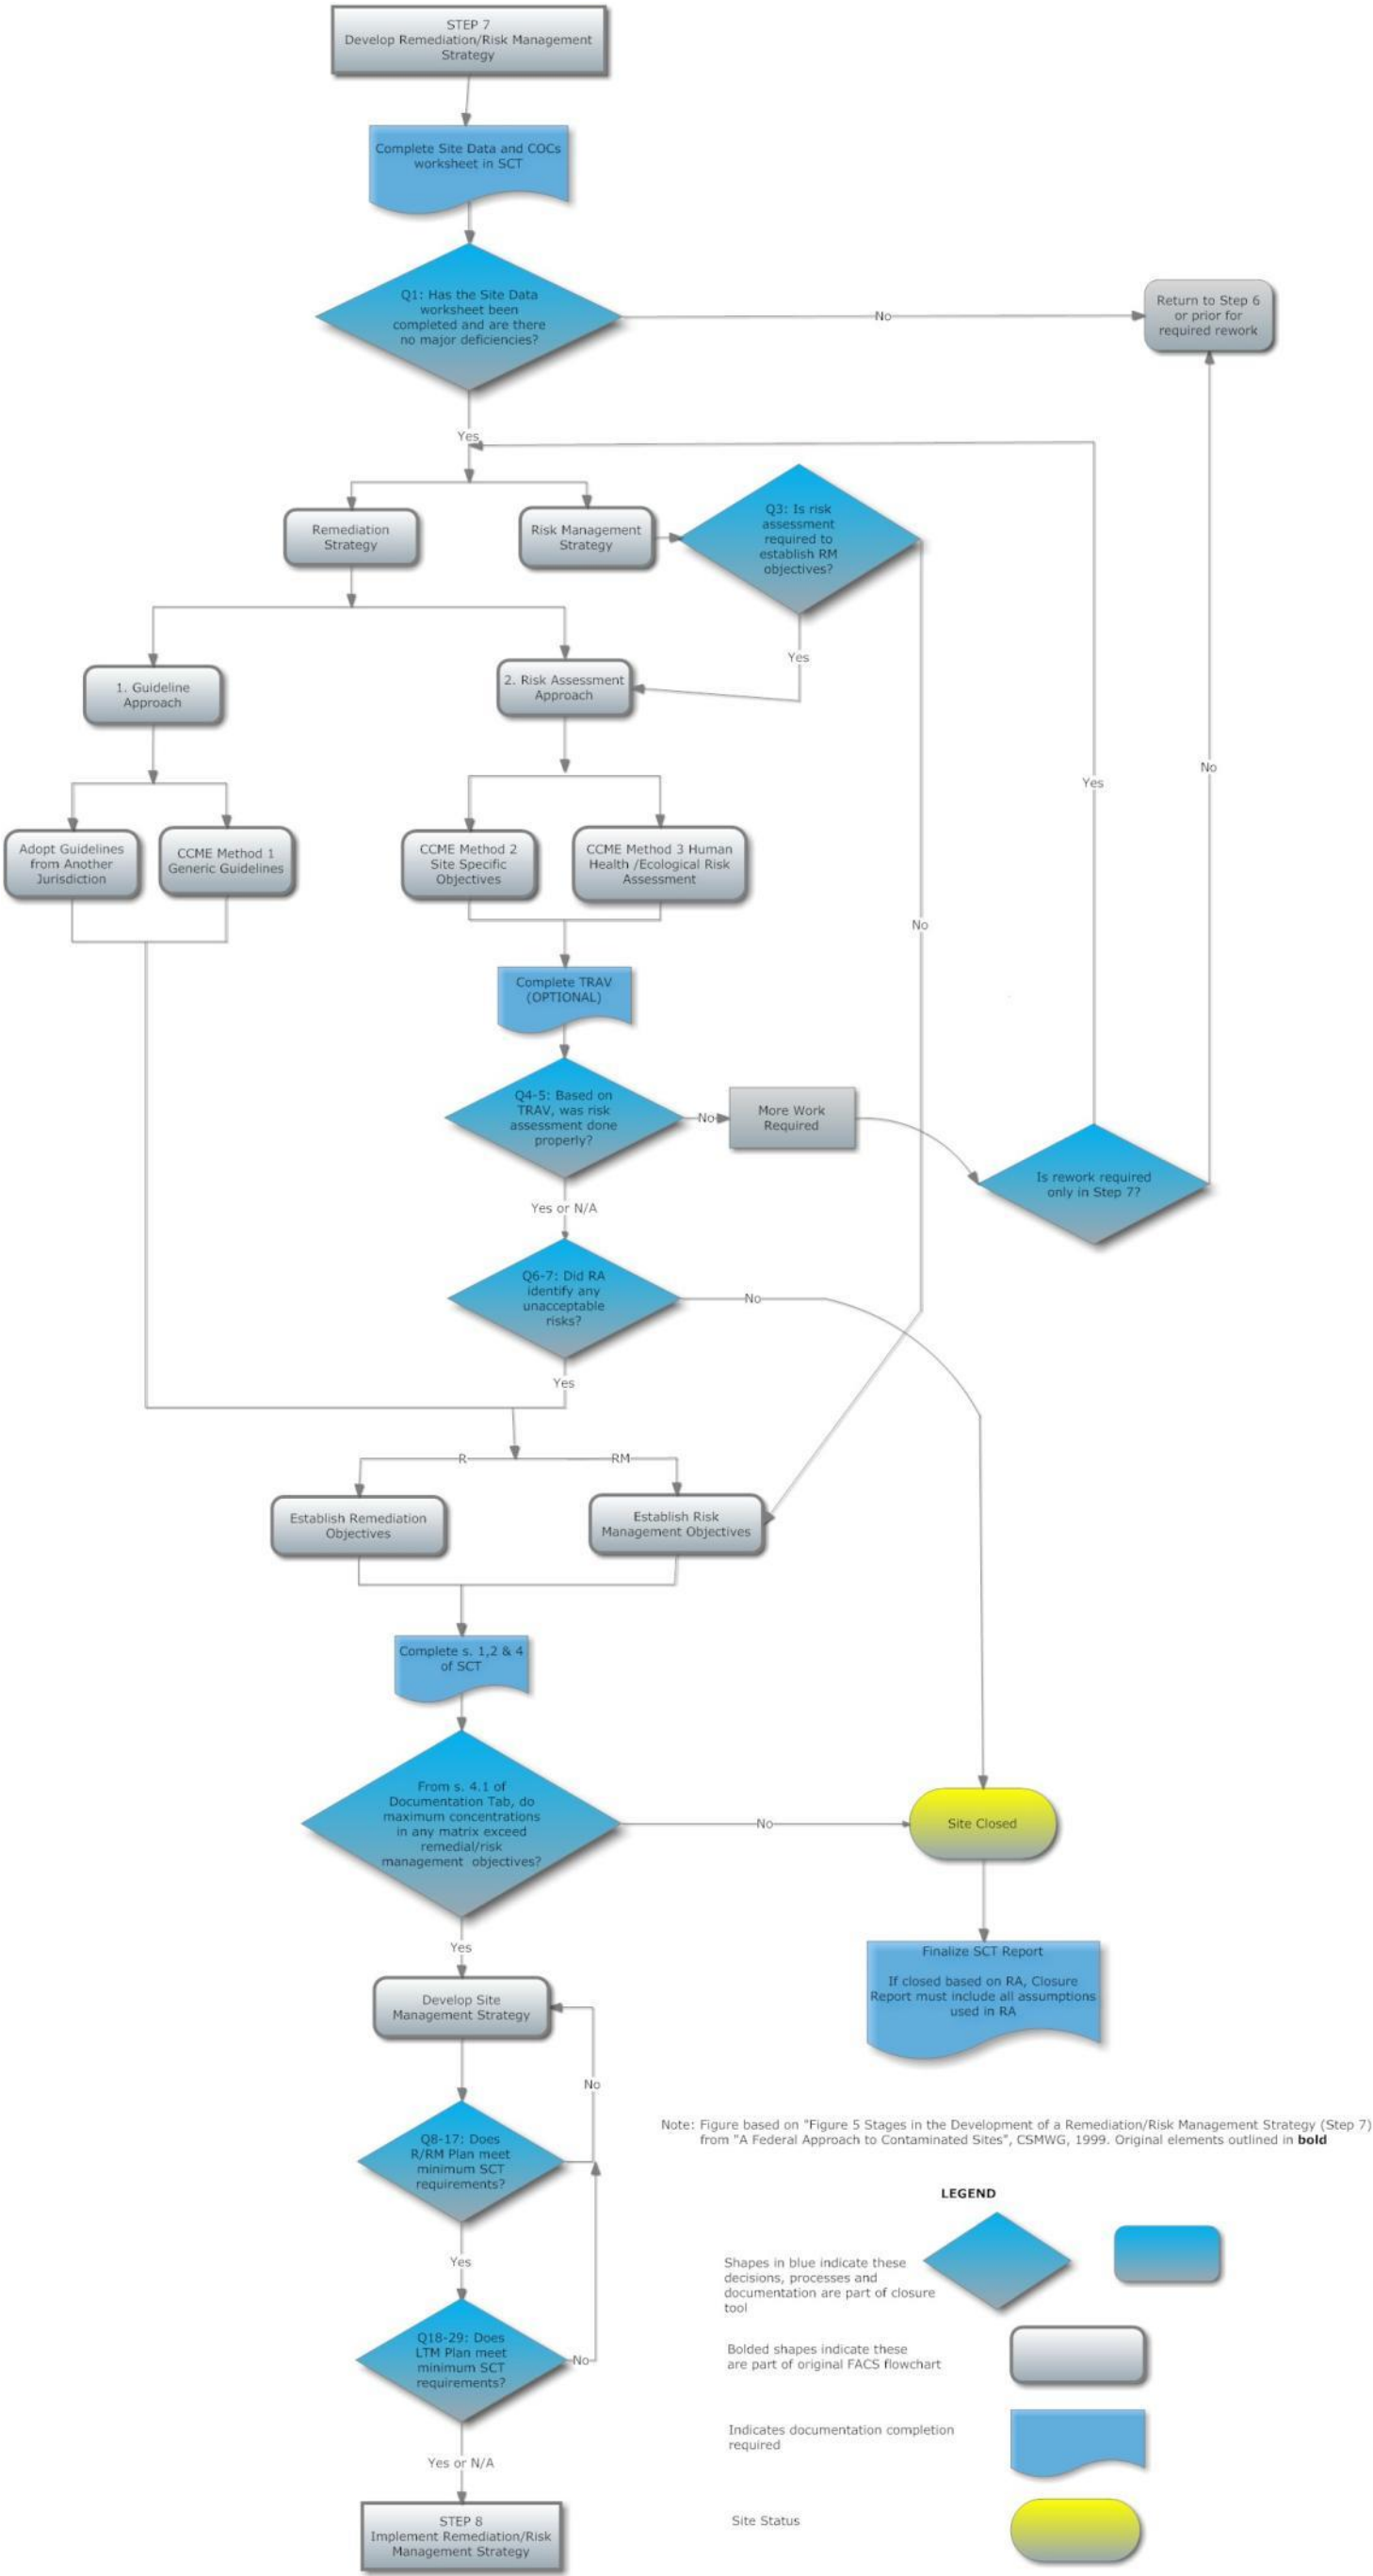 STEP 7
Develop Remediation/Risk Management
Strategy
Complete Site Data and COCs
worksheet in SCT
Q1: Has the Site Data
worksheet been
completed and are there
no major deficiencies?
No
Return to Step 6
or prior for
required rework
Yes
Remediation
Strategy
Risk Management
Strategy
Q3: Is risk
assessment
required to
establish RM
objectives?
Yes
1. Guideline
Approach
2. Risk Assessment
Approach
No
Yes
Adopt Guidelines
from Another
Jurisdiction
CCME Method 1
Generic Guidelines
CCME Method 2
Site Specific
Objectives
CCME Method 3 Human
Health /Ecological Risk
Assessment
No
Complete TRAV
(OPTIONAL)
Q4-5: Based on
TRAV, was risk
assessment done
properly?
No
More Work
Required
Is rework required
only in Step 7?
Yes or N/A
Q6-7: Did RA
identify any
unacceptable
risks?
No
Yes
R
RM
Establish Remediation
Objectives
Establish Risk
Management Objectives
Complete s. 1,2 & 4
of SCT
From s. 4.1 of
Documentation Tab, do
maximum concentrations
in any matrix exceed
remedial/risk
management objectives?
No
Site Closed
Yes
Finalize SCT Report
If closed based on RA, Closure
Report must include all assumptions
used in RA
Develop Site
Management Strategy
No
Q8-17: Does
R/RM Plan meet
minimum SCT
requirements?
Note: Figure based on "Figure 5 Stages in the Development of a Remediation/Risk Management Strategy (Step 7)
from "A Federal Approach to Contaminated Sites", CSMWG, 1999. Original elements outlined in bold
Yes
Q18-29: Does
LTM Plan meet
minimum SCT
requirements?
No
Yes or N/A
STEP 8
Implement Remediation/Risk
Management Strategy
LEGEND
Shapes in blue indicate these
decisions, processes and
documentation are part of closure
tool
Bolded shapes indicate these
are part of original FACS flowchart
Indicates documentation completion
required
Site Status